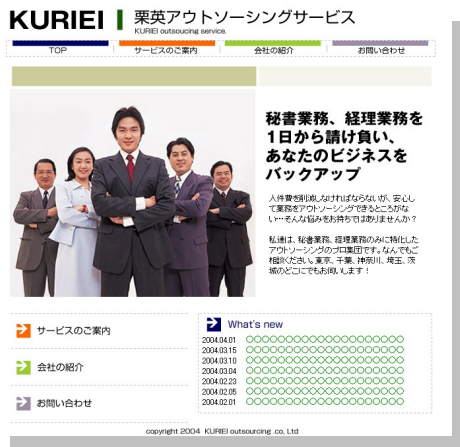 KURIEI 栗英アウトソーシングサービス
KURIEI outsoucing service.
TOP サービスのご案内 会社の紹介 お問い合わせ
秘書業務、経理業務を
1日から請け負い、
あなたのビジネスを
バックアップ
人件費を削減しなければならないが、安心し
て業務をアウトソーシングできるところがな
い…そんな悩みをお持ちではありませんか?
私達は、秘書業務、経理業務のみに特化した
アウトソーシングのプロ集団です。なんでもご
相談ください。東京、千葉、神奈川、埼玉、茨
城のどこにでもお伺いします!
サービスのご案内
会社の紹介
お問い合わせ
What's new
2004.04.01 〇〇〇〇〇〇〇〇〇〇〇〇〇〇〇〇
2004.03.15 〇〇〇〇〇〇〇〇〇〇〇〇〇〇〇〇
2004.03.10 〇〇〇〇〇〇〇〇〇〇〇〇〇〇〇〇
2004.03.04 〇〇〇〇〇〇〇〇〇〇〇〇〇〇〇〇
2004.02.23 〇〇〇〇〇〇〇〇〇〇〇〇〇〇〇〇
2004.02.05 〇〇〇〇〇〇〇〇〇〇〇〇〇〇〇〇
2004.02.01 〇〇〇〇〇〇〇〇〇〇〇〇〇〇〇〇
copyright 2004 KURIEI outsourcing .co. Ltd